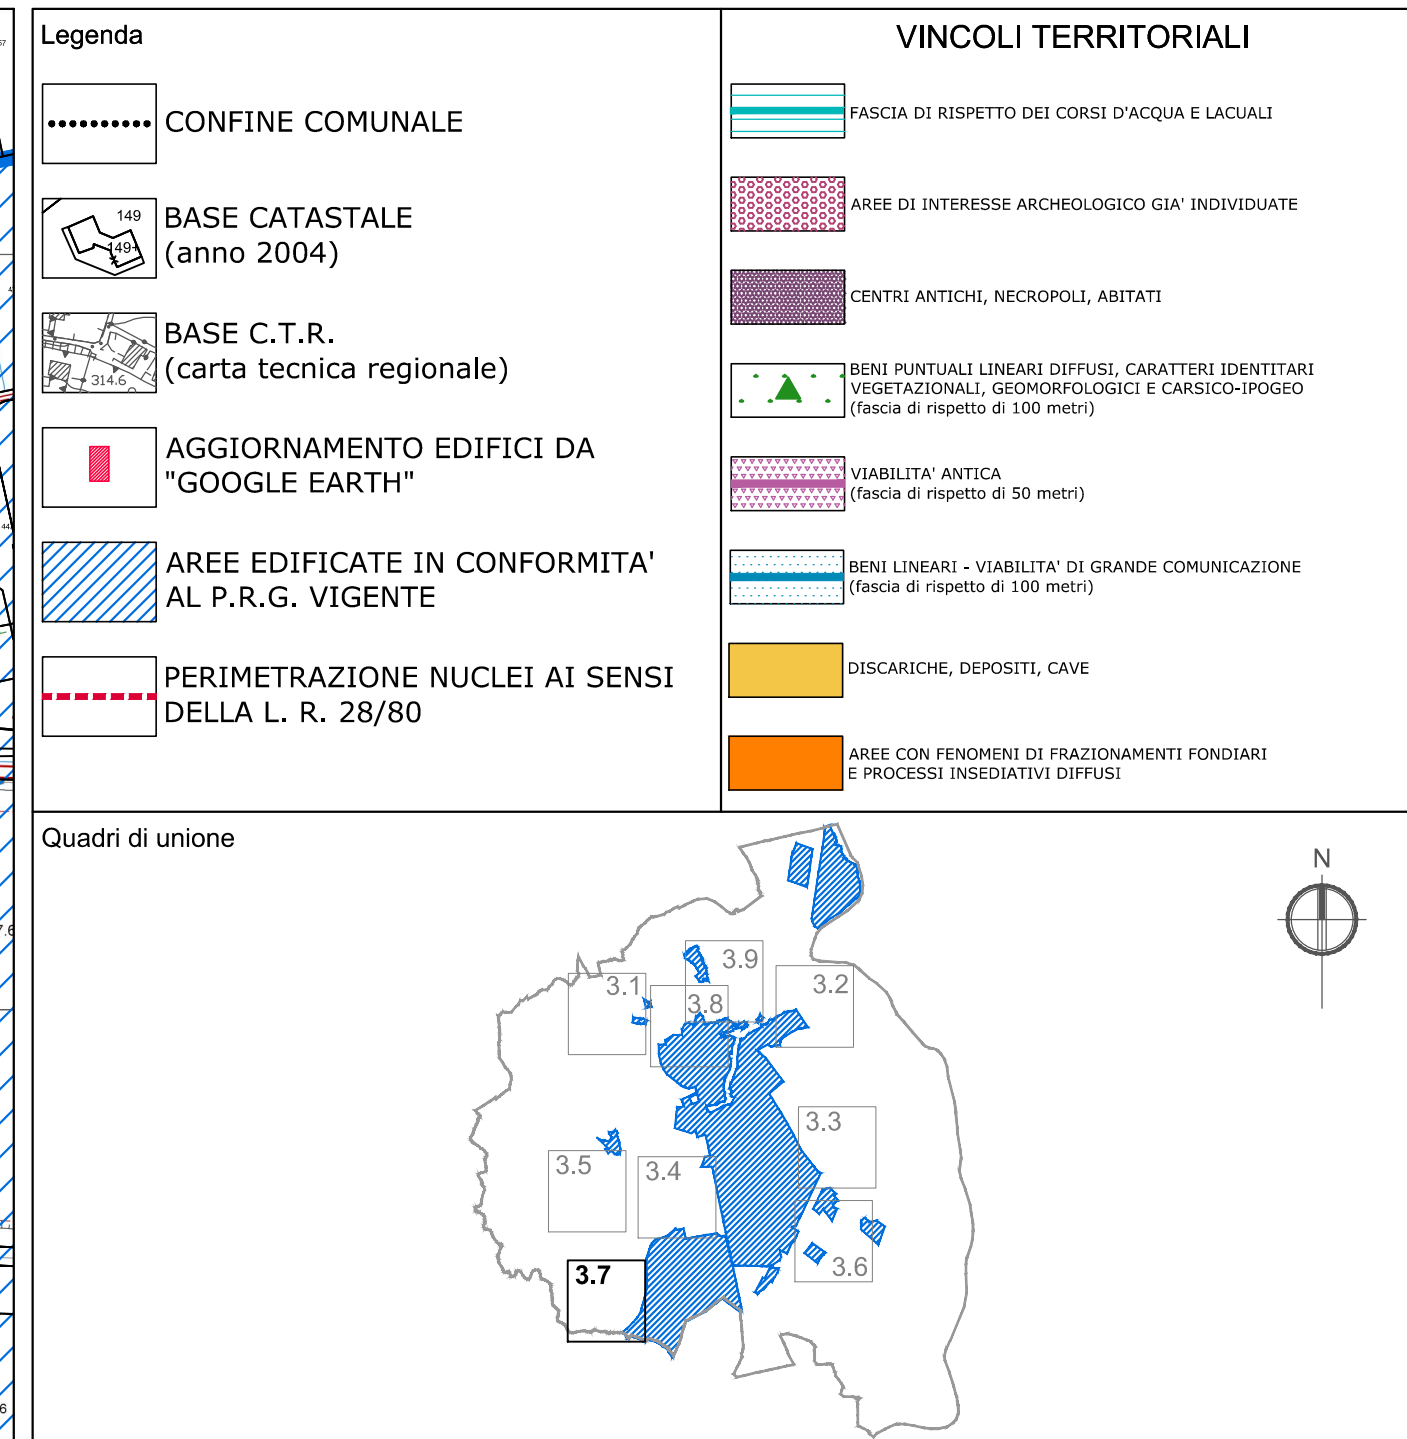 Legenda
CONFINE COMUNALE
149
149+
BASE CATASTALE
(anno 2004)
314.6
BASE C.T.R.
(carta tecnica regionale)
AGGIORNAMENTO EDIFICI DA
"GOOGLE EARTH"
AREE EDIFICATE IN CONFORMITA'
AL P.R.G. VIGENTE
PERIMETRAZIONE NUCLEI AI SENSI
DELLA L. R. 28/80
VINCOLI TERRITORIALI
FASCIA DI RISPETTO DEI CORSI D'ACQUA E LACUALI
AREE DI INTERESSE ARCHEOLOGICO GIA' INDIVIDUATE
CENTRI ANTICHI, NECROPOLI, ABITATI
BENI PUNTUALI LINEARI DIFFUSI, CARATTERI IDENTITARI
VEGETAZIONALI, GEOMORFOLOGICI E CARSICO-IPOGEO
(fascia di rispetto di 100 metri)
VIABILITA' ANTICA
(fascia di rispetto di 50 metri)
BENI LINEARI - VIABILITA' DI GRANDE COMUNICAZIONE
(fascia di rispetto di 100 metri)
DISCARICHE, DEPOSITI, CAVE
AREE CON FENOMENI DI FRAZIONAMENTI FONDIARI
E PROCESSI INSEDIATIVI DIFFUSI
Quadri di unione
N
3.9
3.1
3.2
3.8
3.3
3.5
3.4
3.6
3.7